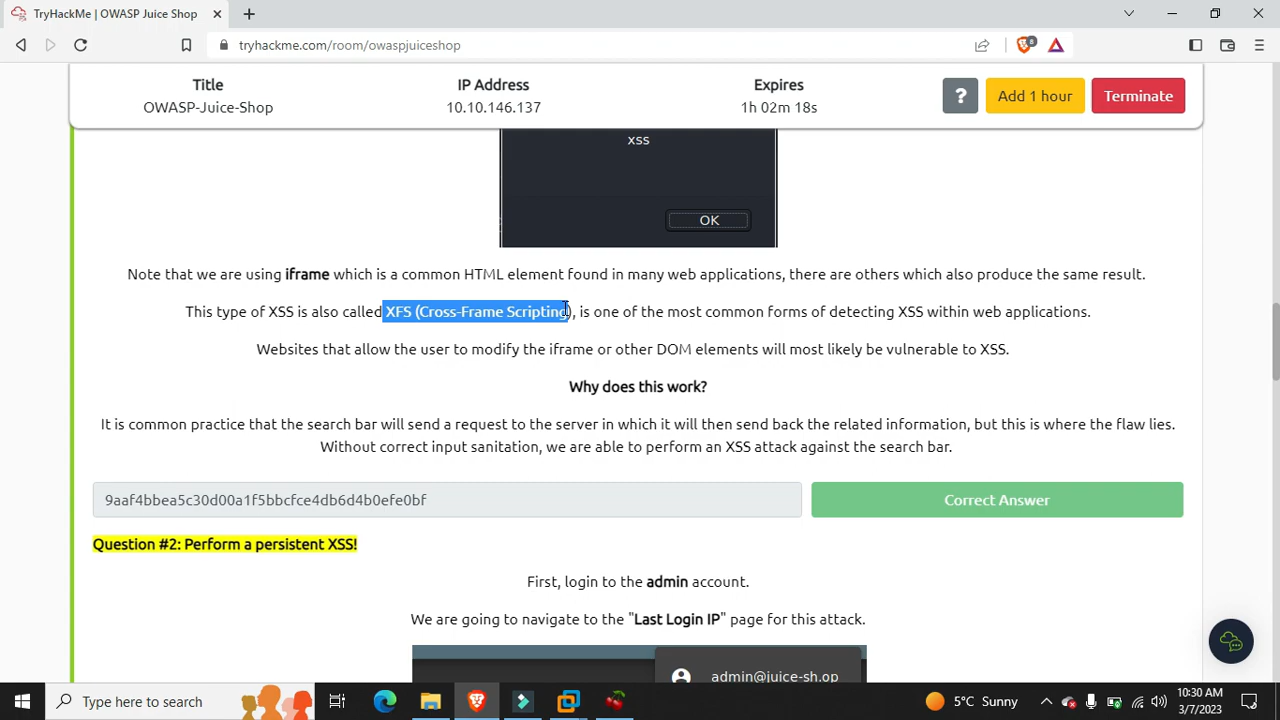 TryHackMe | OWASP Juice Shop
tryhackme.com/room/owaspjuiceshop
8
Title
IP Address
Expires
OWASP-Juice-Shop
10.10.146.137
1h 02m 18s
?
Add 1 hour
Terminate
xss
OK
Note that we are using iframe which is a common HTML element found in many web applications, there are others which also produce the same result.
This type of XSS is also called XFS (Cross-Frame Scripting), is one of the most common forms of detecting XSS within web applications.
Websites that allow the user to modify the iframe or other DOM elements will most likely be vulnerable to XSS.
Why does this work?
It is common practice that the search bar will send a request to the server in which it will then send back the related information, but this is where the flaw lies.
Without correct input sanitation, we are able to perform an XSS attack against the search bar.
9aaf4bbea5c30d00a1f5bbcfce4db6d4b0efe0bf
Correct Answer
Question #2: Perform a persistent XSS!
First, login to the admin account.
We are going to navigate to the "Last Login IP" page for this attack.
admin@juice-sh.op
Type here to search
5°C Sunny
10:30 AM
3/7/2023